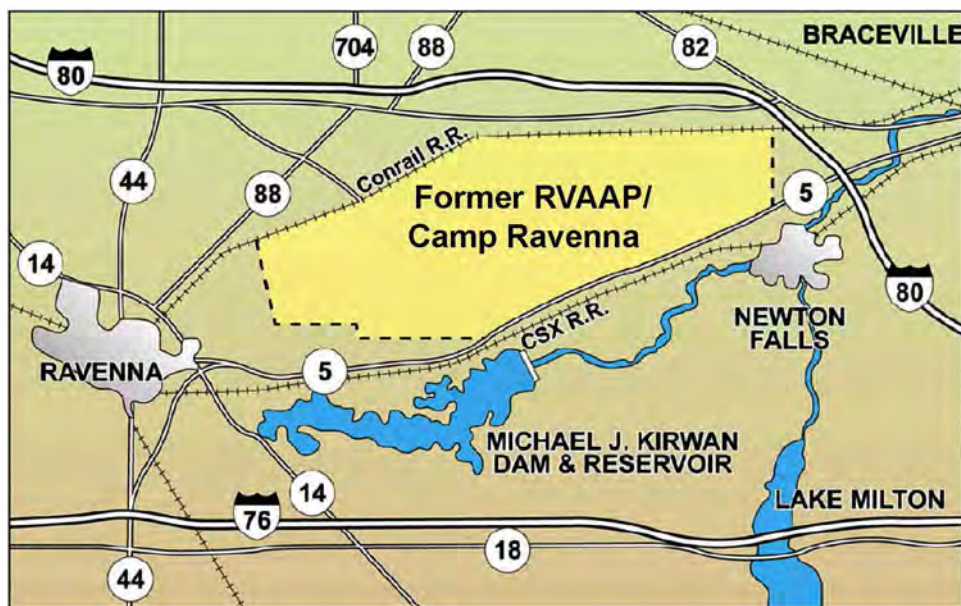 704
88
82
BRACEVILLE
80
Conrail R.R.
44
88
Former RVAAP/
Camp Ravenna
5
14
80
NEWTON
FALLS
CSX R.R.
RAVENNA
5
MICHAEL J. KIRWAN
DAM & RESERVOIR
14
LAKE MILTON
76
18
44